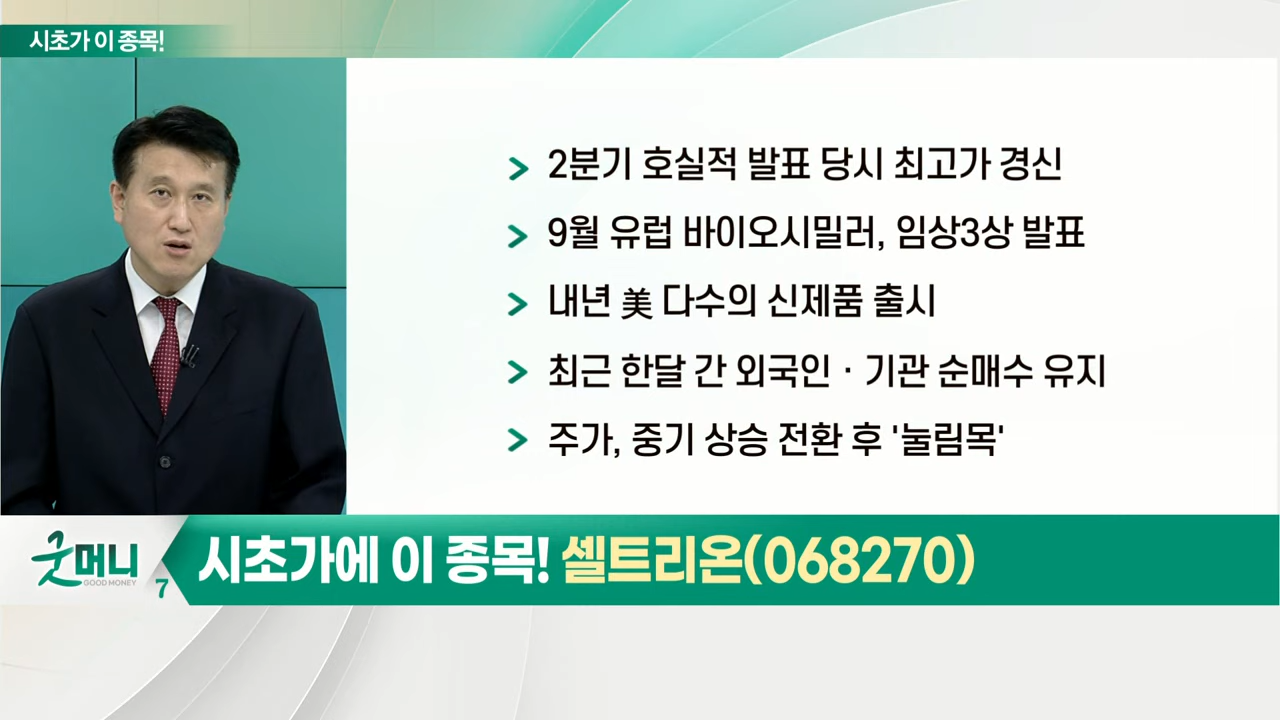 시초가 이 종목!
2분기 호실적 발표 당시 최고가 경신
9월 유럽 바이오시밀러, 임상3상 발표
내년 美 다수의 신제품 출시
최근 한달 간 외국인·기관 순매수 유지
주가, 중기 상승 전환 후 '눌림목'
굿머니
GOOD MONEY
7
시초가에 이 종목! 셀트리온(068270)